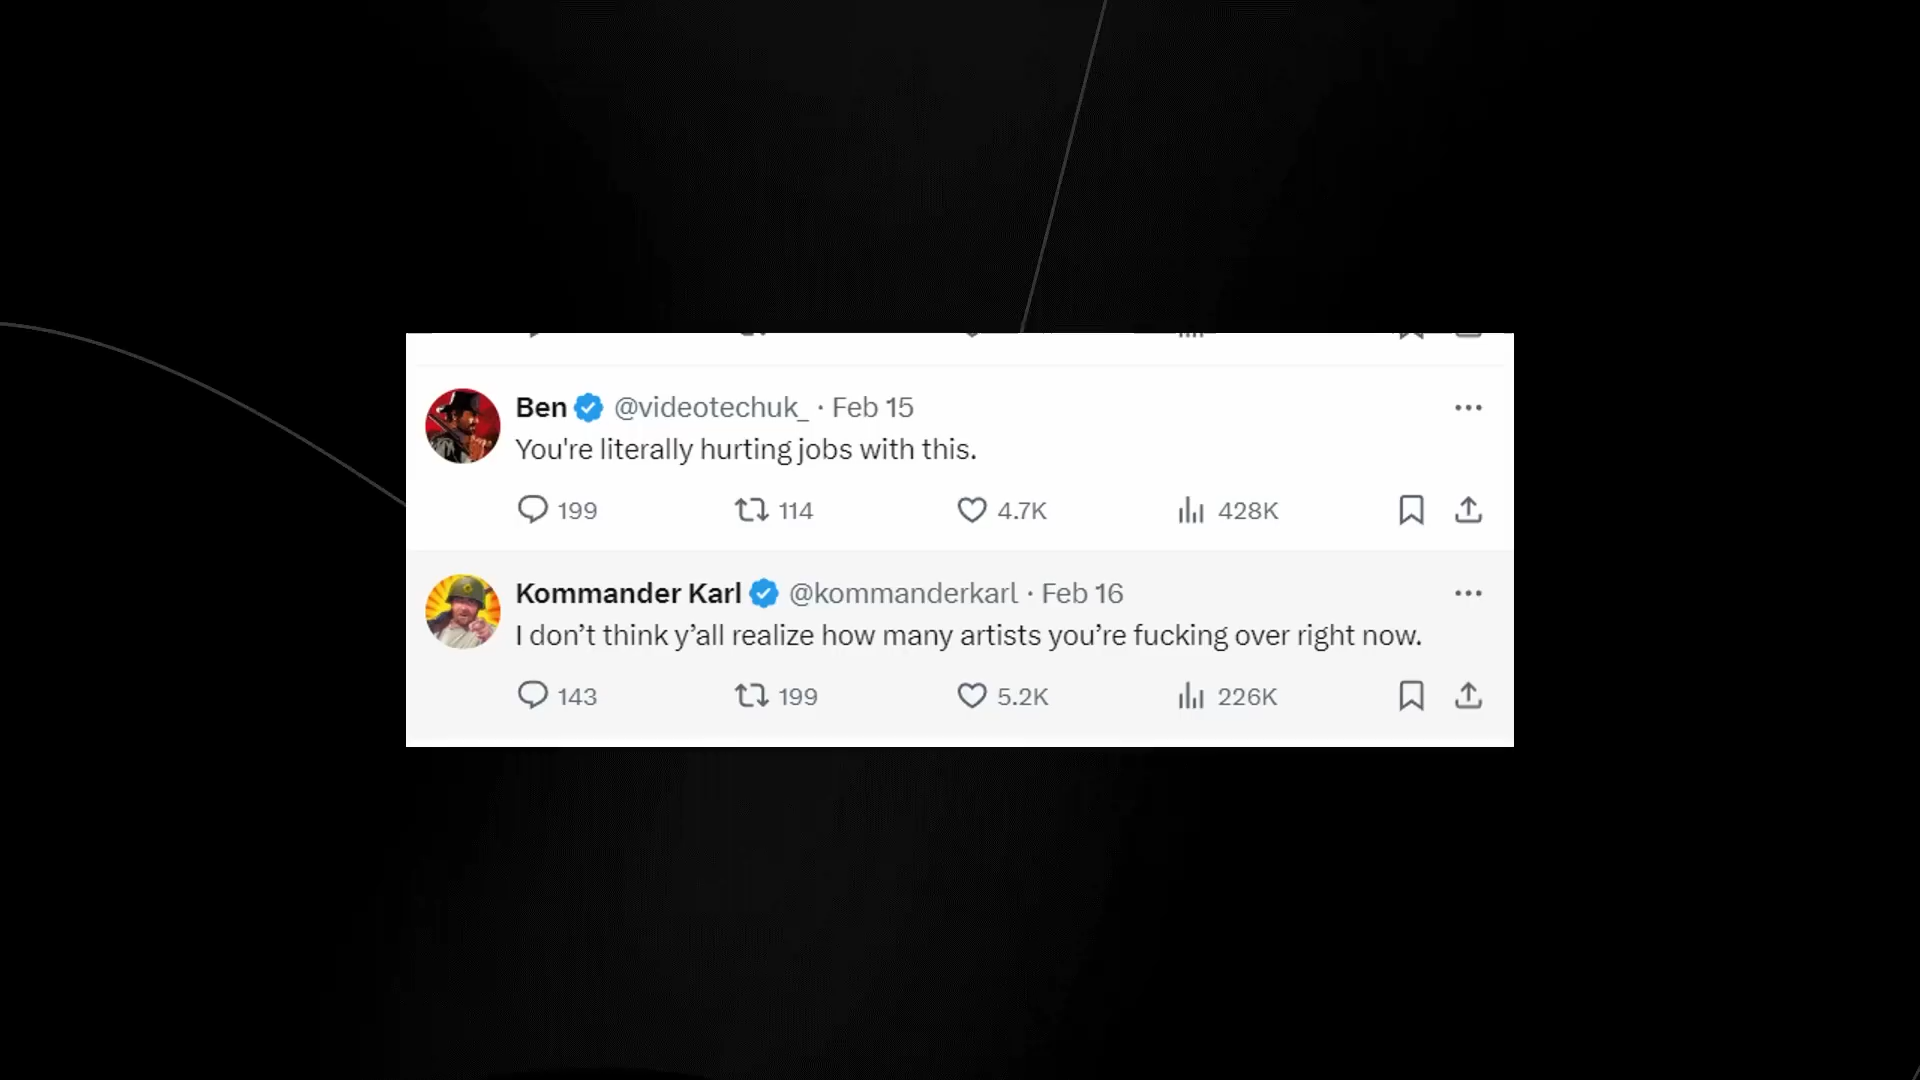 Ben @videotechuk_ · Feb 15
You're literally hurting jobs with this.
199 114 4.7K 428K
Kommander Karl @kommanderkarl · Feb 16
I don’t think y’all realize how many artists you’re fucking over right now.
143 199 5.2K 226K